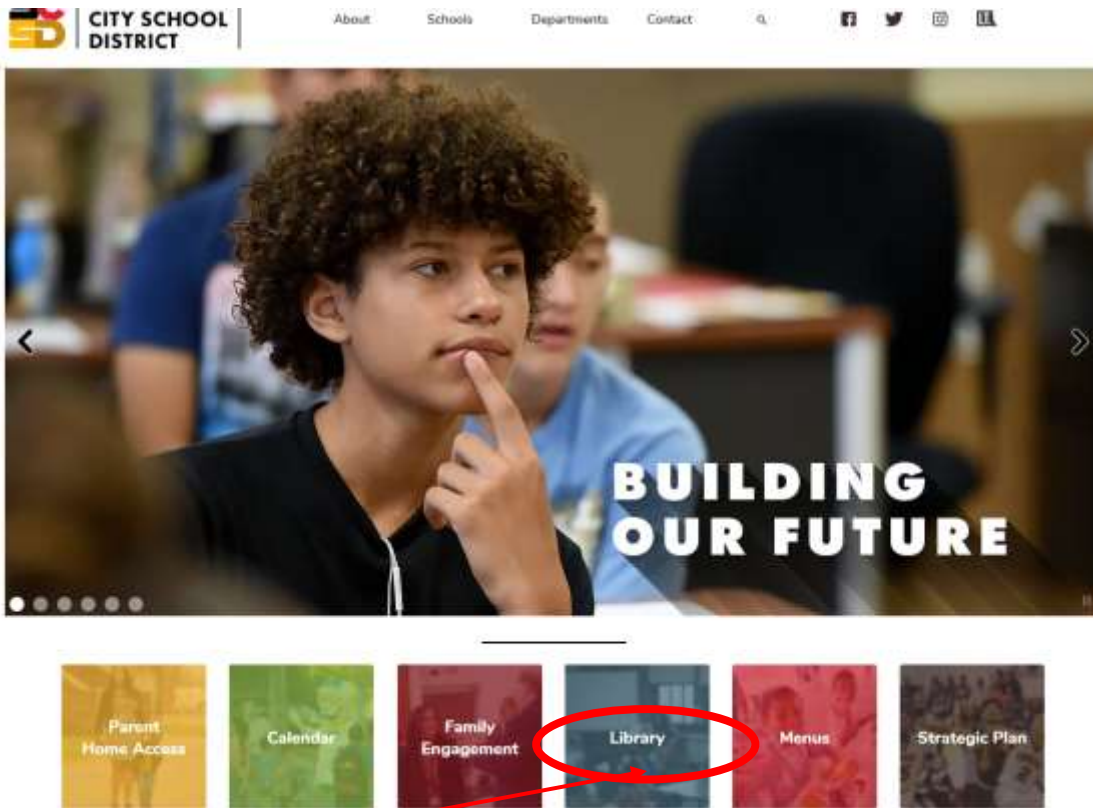 CITY SCHOOL
DISTRICT
About Schools Departments Contact
BUILDING
OUR FUTURE
Parent
Home Access
Calendar
Family
Engagement
Library
Menus
Strategic Plan